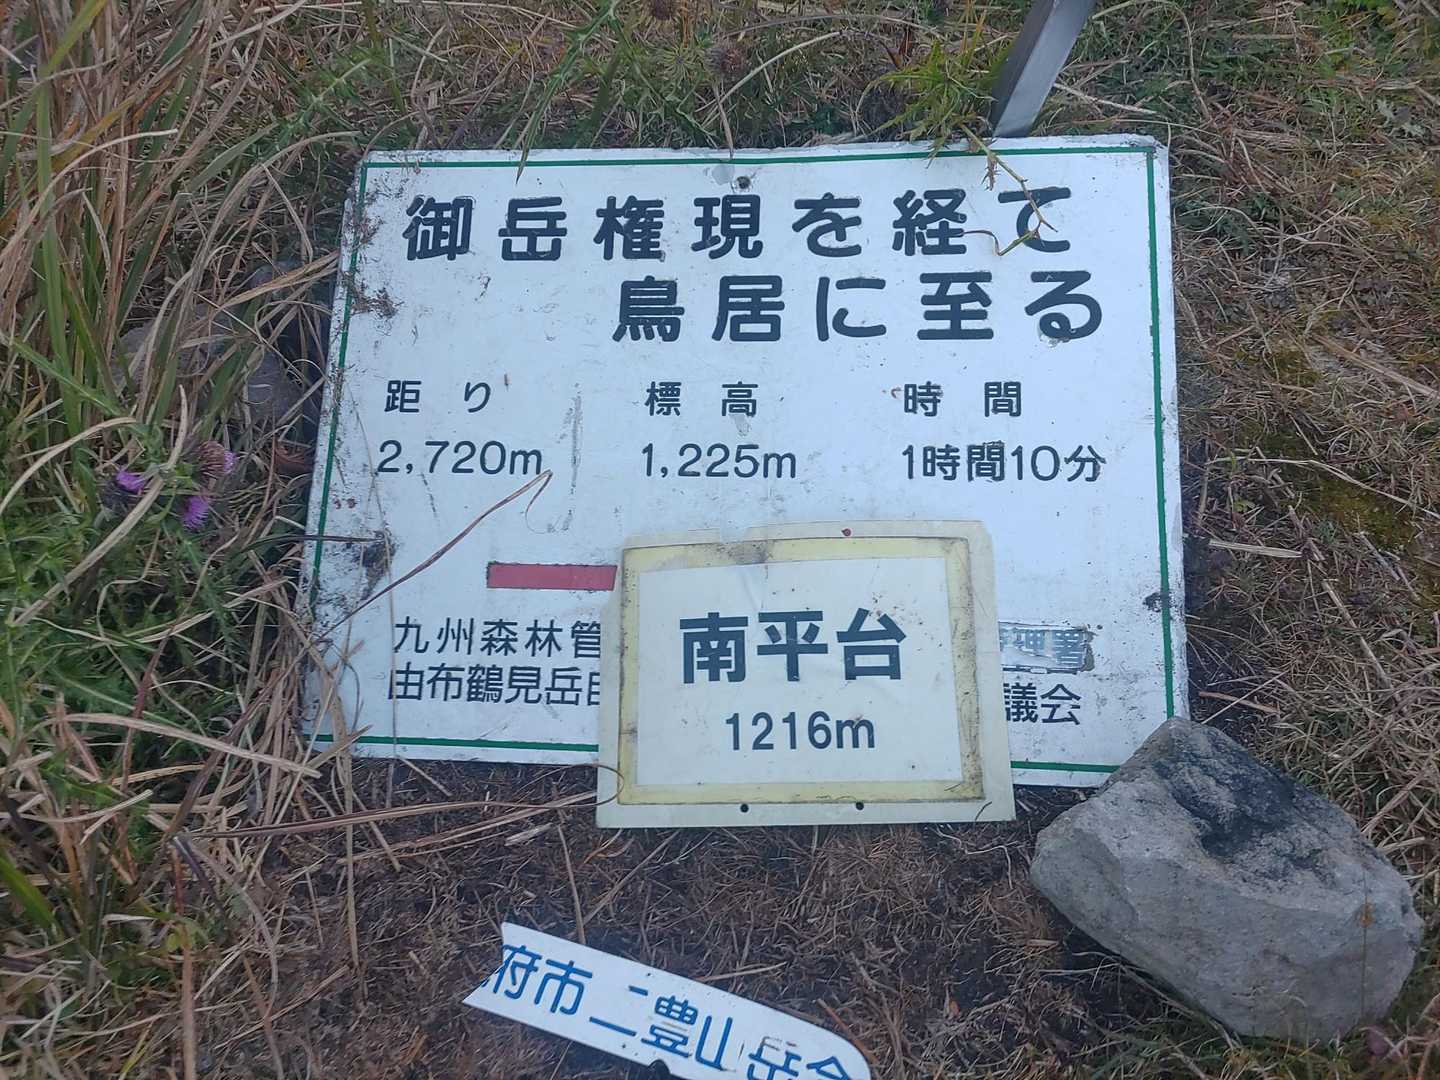 御岳権現を経て
鳥居に至る
距り 標高 時間
2,720m 1,225m 1時間10分
九州森林管
理署
由布鶴見岳自
議会
南平台
1216m
府市二豊山岳会